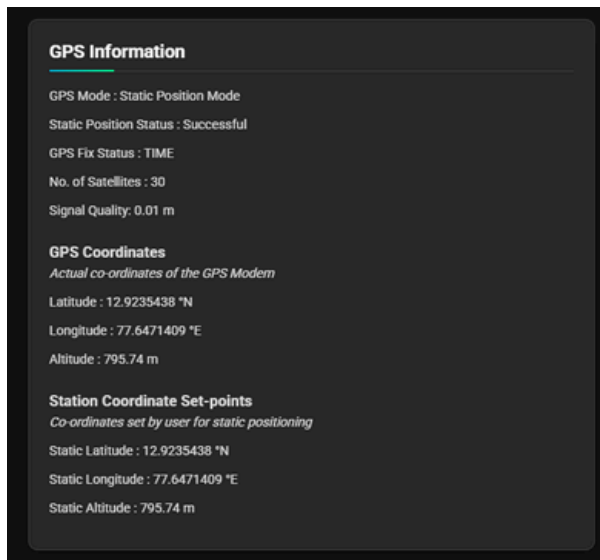 GPS Information
GPS Mode : Static Position Mode
Static Position Status : Successful
GPS Fix Status : TIME
No. of Satellites : 30
Signal Quality: 0.01 m
GPS Coordinates
Actual co-ordinates of the GPS Modem
Latitude : 12.9235438 °N
Longitude : 77.6471409 °E
Altitude : 795.74 m
Station Coordinate Set-points
Co-ordinates set by user for static positioning
Static Latitude : 12.9235438 °N
Static Longitude : 77.6471409 °E
Static Altitude : 795.74 m